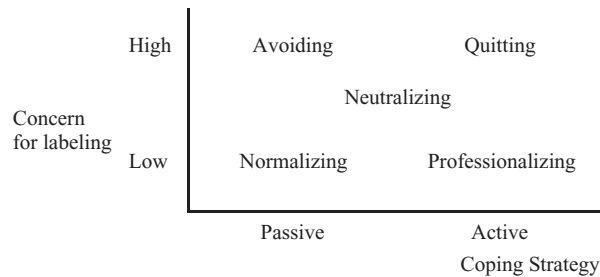 High Avoiding Quitting
Neutralizing
Concern
for labeling
Low Normalizing Professionalizing
Passive Active
Coping Strategy